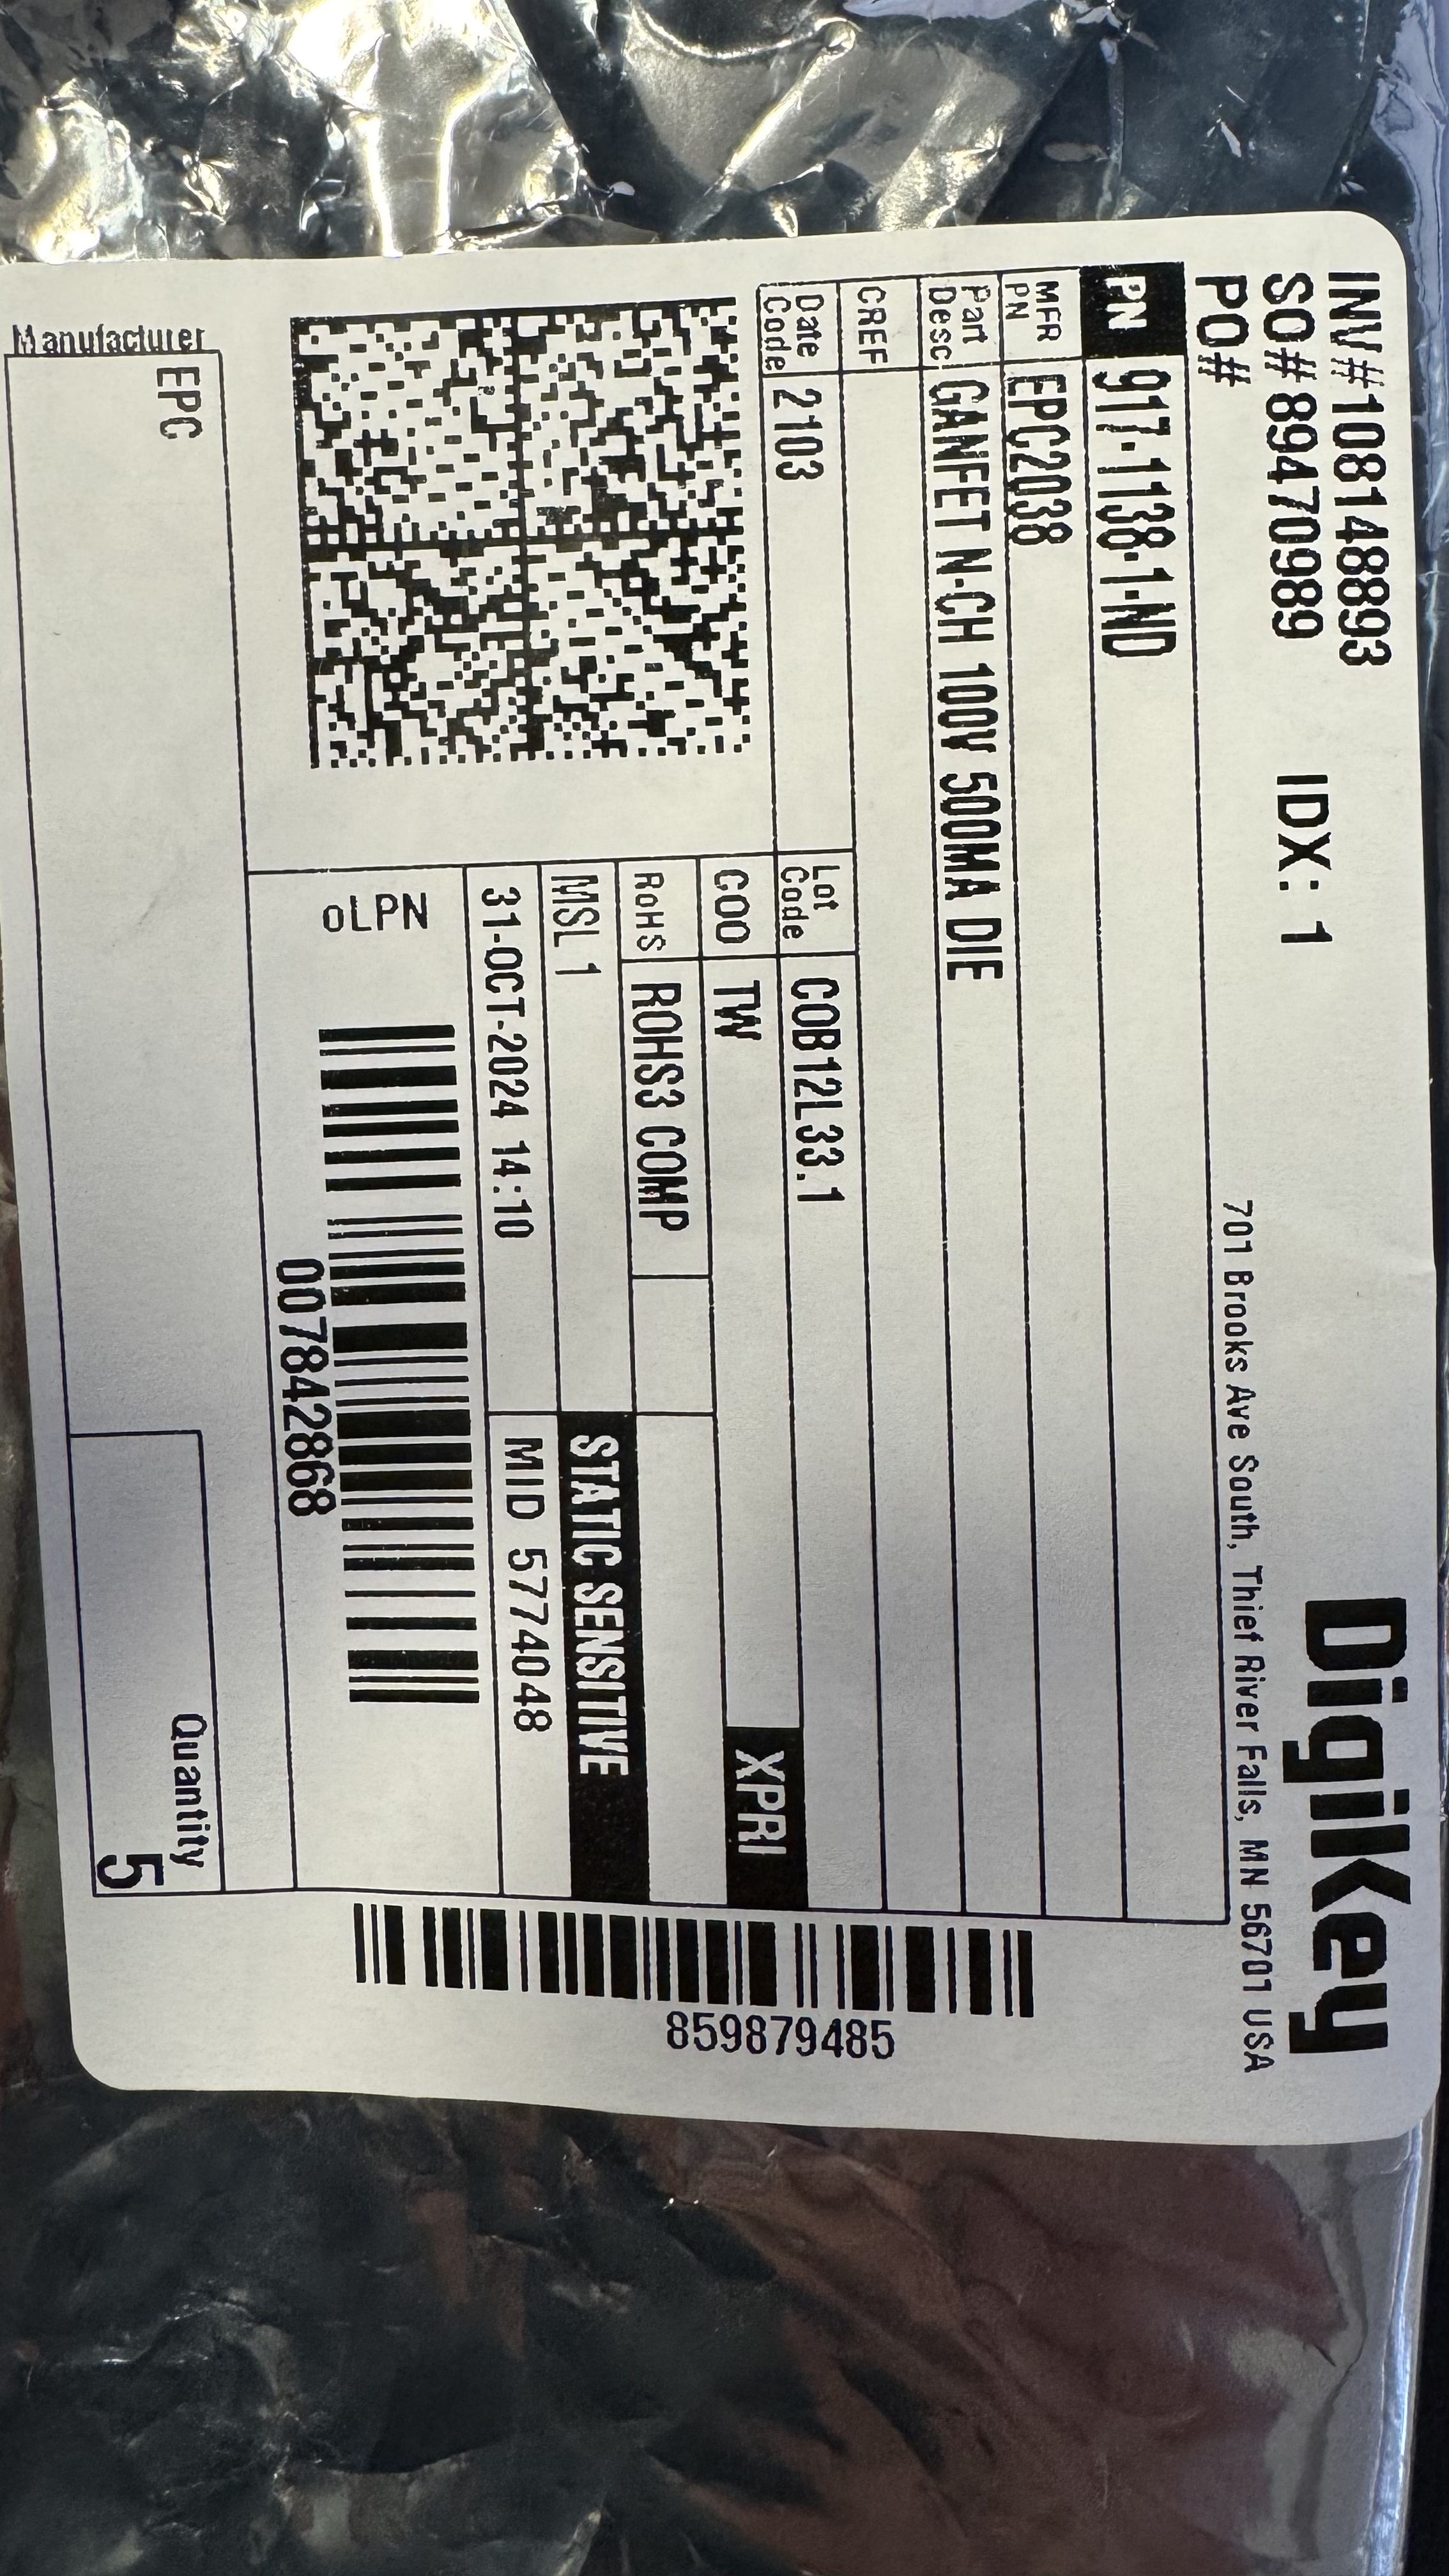 INV#108148893
SO# 89470989 IDX: 1
PO#
DigiKey
701 Brooks Ave South, Thief River Falls, MN 56701 USA
PN 917-1138-1-ND
MFR PN EPC2038
Part Desc GANFET N-CH 100V 500MA DIE
CREF
Date Code 2103
Lot Code COB12L33.1
COO TW
XPRI
RoHS ROHS3 COMP
MSL 1
STATIC SENSITIVE
31-OCT-2024 14:10
MID 5774048
oLPN
007842868
859879485
Manufacturer
EPC
Quantity
5